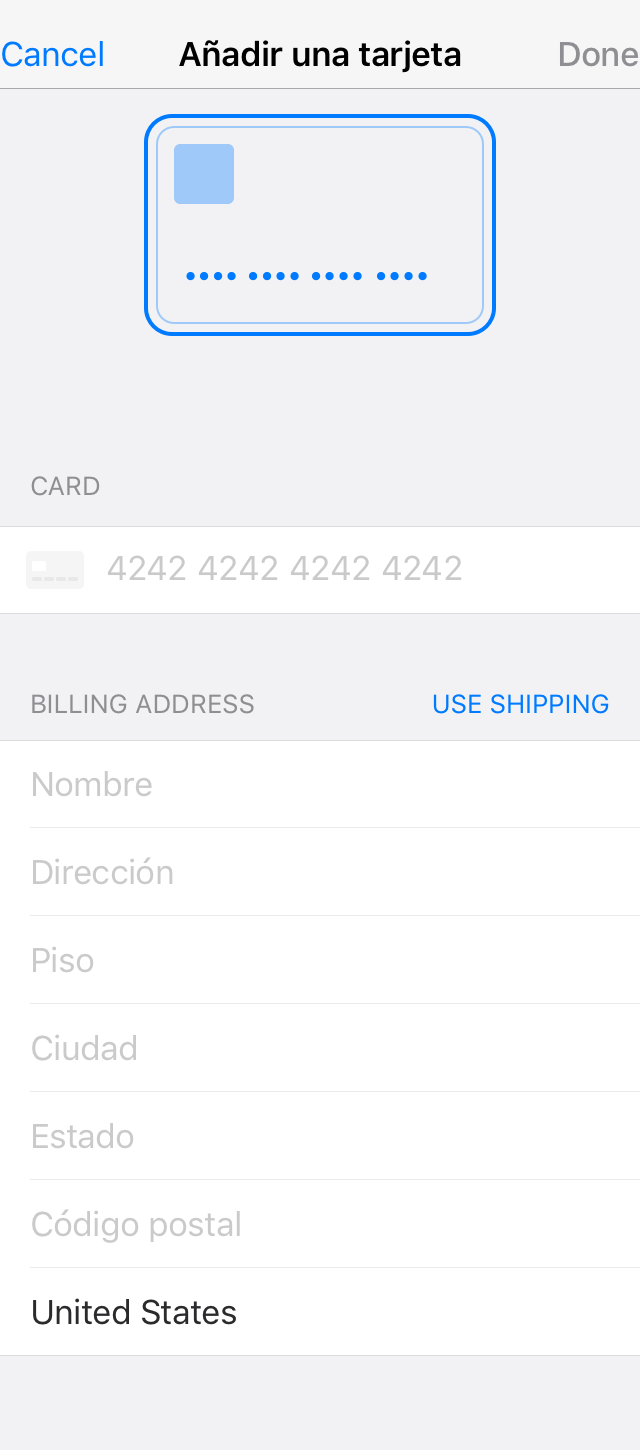 Cancel Añadir una tarjeta Done
•••• •••• •••• ••••
CARD
4242 4242 4242 4242
BILLING ADDRESS USE SHIPPING
Nombre
Dirección
Piso
Ciudad
Estado
Código postal
United States